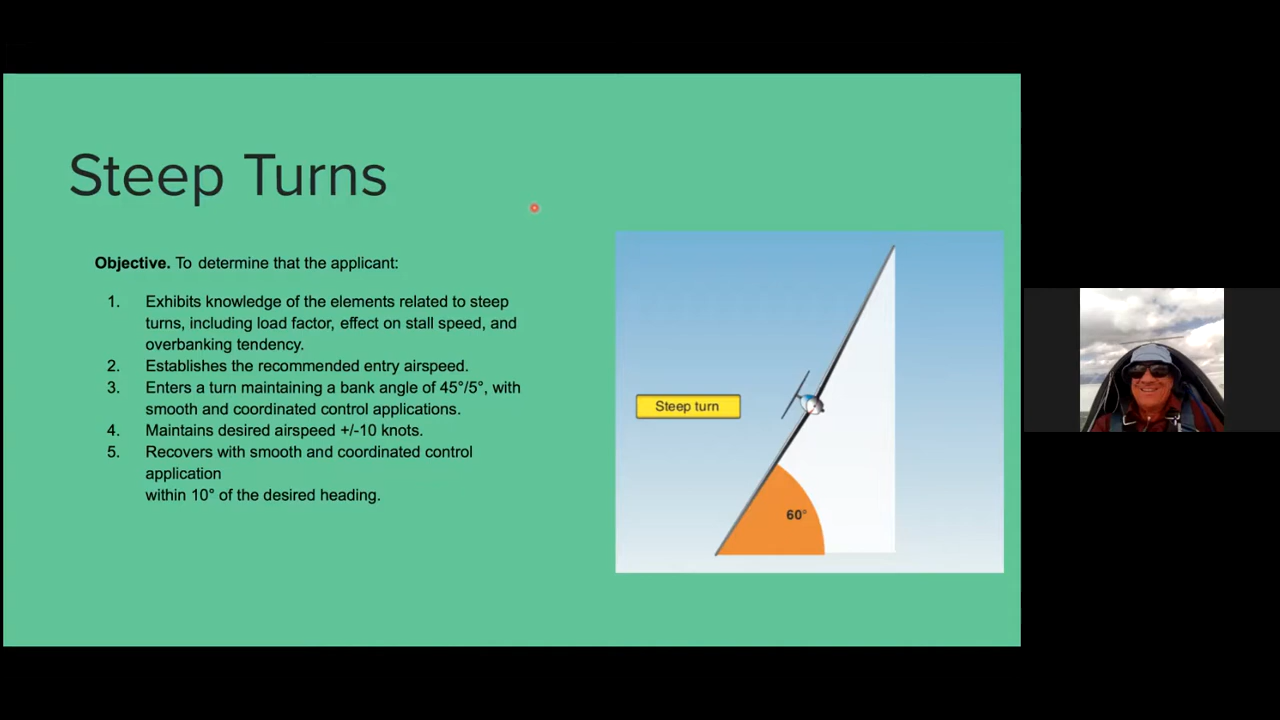 Steep Turns
Objective. To determine that the applicant:
1. Exhibits knowledge of the elements related to steep
turns, including load factor, effect on stall speed, and
overbanking tendency.
2. Establishes the recommended entry airspeed.
3. Enters a turn maintaining a bank angle of 45°/5°, with
smooth and coordinated control applications.
4. Maintains desired airspeed +/-10 knots.
5. Recovers with smooth and coordinated control
application
within 10° of the desired heading.
Steep turn
60°